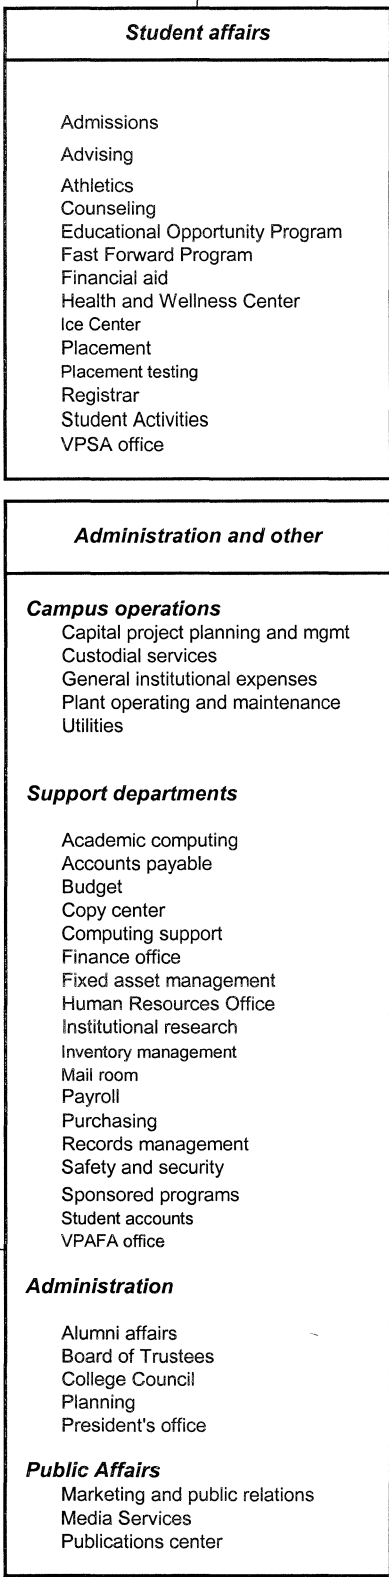 Student affairs
Admissions
Advising
Athletics
Counseling
Educational Opportunity Program
Fast Forward Program
Financial aid
Health and Wellness Center
Ice Center
Placement
Placement testing
Registrar
Student Activities
VPSA office
Administration and other
Campus operations
Capital project planning and mgmt
Custodial services
General institutional expenses
Plant operating and maintenance
Utilities
Support departments
Academic computing
Accounts payable
Budget
Copy center
Computing support
Finance office
Fixed asset management
Human Resources Office
Institutional research
Inventory management
Mail room
Payroll
Purchasing
Records management
Safety and security
Sponsored programs
Student accounts
VPAFA office
Administration
Alumni affairs
Board of Trustees
College Council
Planning
President's office
Public Affairs
Marketing and public relations
Media Services
Publications center